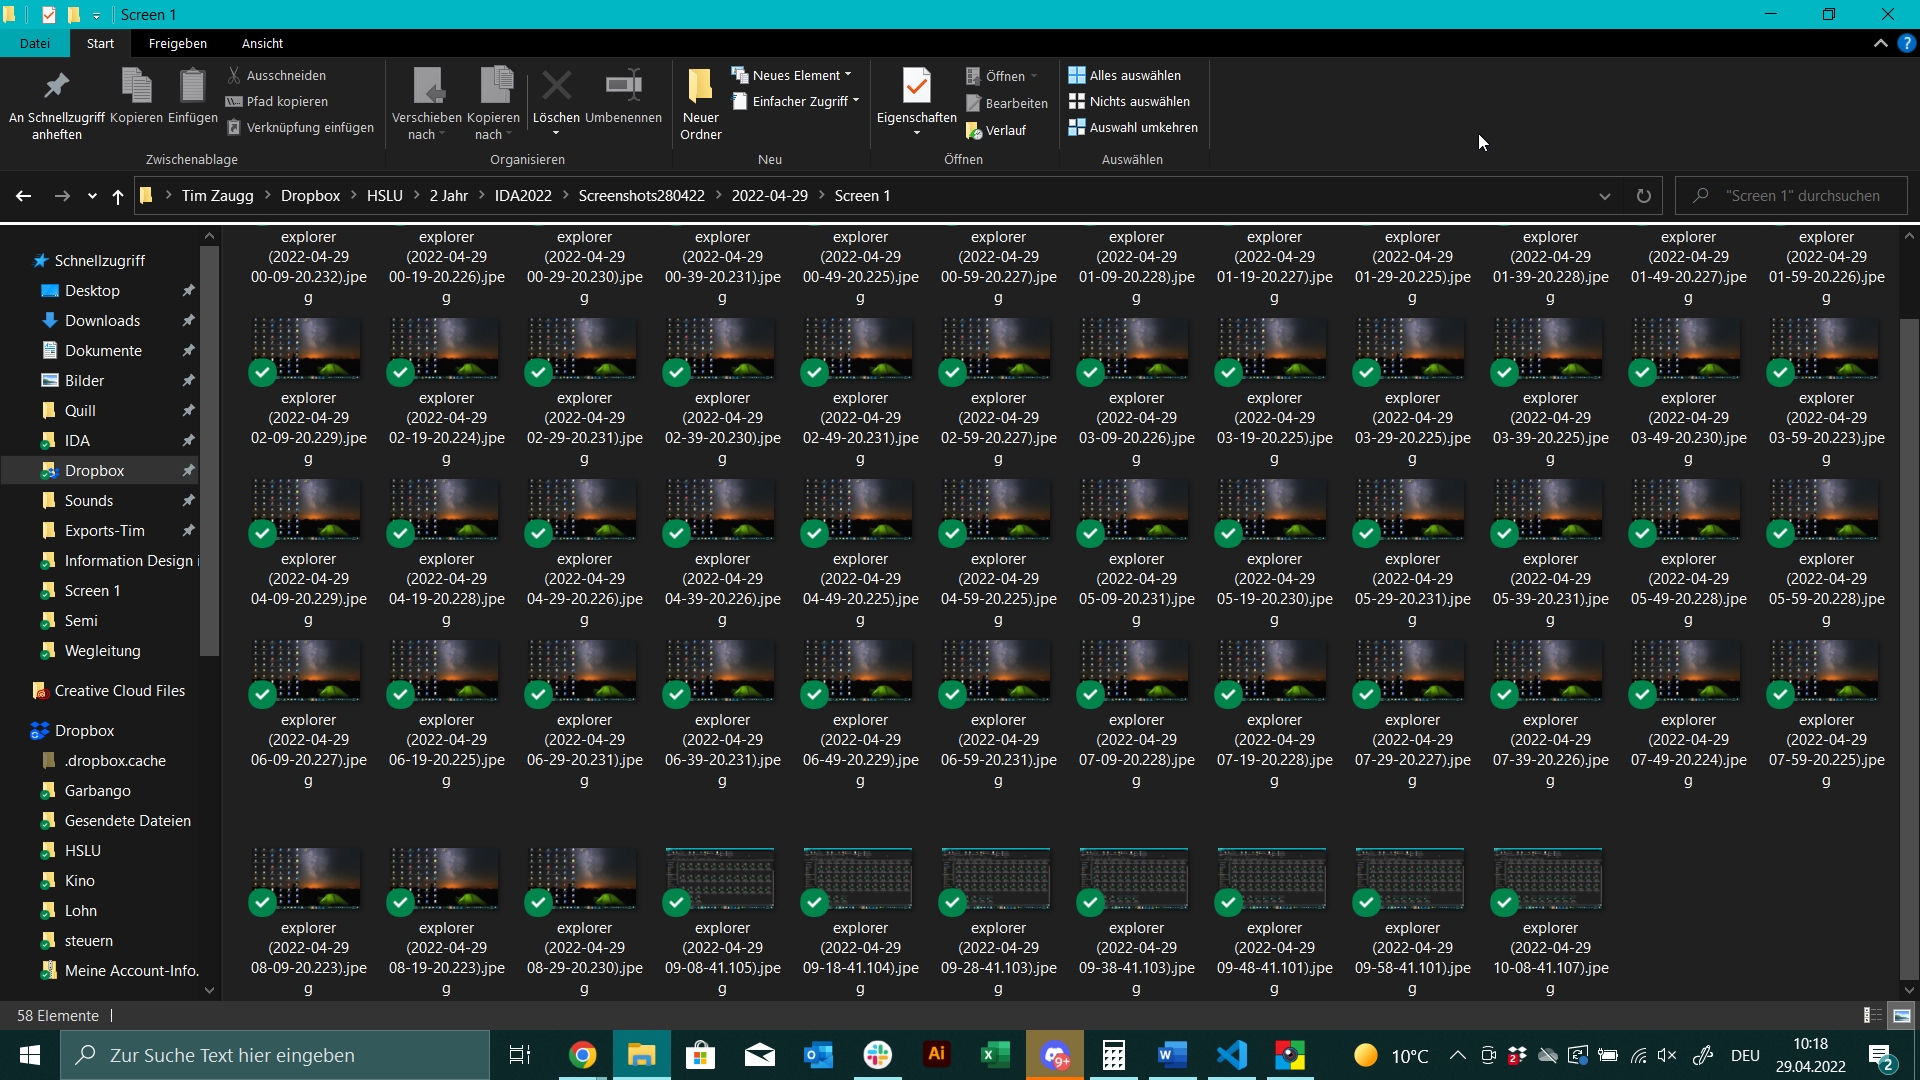 Screen 1
Datei Start Freigeben Ansicht
An Schnellzugriff anheften
Kopieren
Einfügen
Ausschneiden
Pfad kopieren
Verknüpfung einfügen
Zwischenablage
Verschieben nach
Kopieren nach
Löschen
Umbenennen
Organisieren
Neuer Ordner
Neues Element
Einfacher Zugriff
Neu
Eigenschaften
Öffnen
Bearbeiten
Verlauf
Öffnen
Alles auswählen
Nichts auswählen
Auswahl umkehren
Auswählen
Tim Zaugg Dropbox HSLU 2 Jahr IDA2022 Screenshots280422 2022-04-29 Screen 1
"Screen 1" durchsuchen
Schnellzugriff
Desktop
Downloads
Dokumente
Bilder
Quill
IDA
Dropbox
Sounds
Exports-Tim
Information Design i
Screen 1
Semi
Wegleitung
Creative Cloud Files
Dropbox
.dropbox.cache
Garbango
Gesendete Dateien
HSLU
Kino
Lohn
steuern
Meine Account-Info.
explorer (2022-04-29 00-09-20.232).jpeg
explorer (2022-04-29 00-19-20.226).jpeg
explorer (2022-04-29 00-29-20.230).jpeg
explorer (2022-04-29 00-39-20.231).jpeg
explorer (2022-04-29 00-49-20.225).jpeg
explorer (2022-04-29 00-59-20.227).jpeg
explorer (2022-04-29 01-09-20.228).jpeg
explorer (2022-04-29 01-19-20.227).jpeg
explorer (2022-04-29 01-29-20.225).jpeg
explorer (2022-04-29 01-39-20.228).jpeg
explorer (2022-04-29 01-49-20.227).jpeg
explorer (2022-04-29 01-59-20.226).jpeg
explorer (2022-04-29 02-09-20.229).jpeg
explorer (2022-04-29 02-19-20.224).jpeg
explorer (2022-04-29 02-29-20.231).jpeg
explorer (2022-04-29 02-39-20.230).jpeg
explorer (2022-04-29 02-49-20.231).jpeg
explorer (2022-04-29 02-59-20.227).jpeg
explorer (2022-04-29 03-09-20.226).jpeg
explorer (2022-04-29 03-19-20.225).jpeg
explorer (2022-04-29 03-29-20.225).jpeg
explorer (2022-04-29 03-39-20.225).jpeg
explorer (2022-04-29 03-49-20.230).jpeg
explorer (2022-04-29 03-59-20.223).jpeg
explorer (2022-04-29 04-09-20.229).jpeg
explorer (2022-04-29 04-19-20.228).jpeg
explorer (2022-04-29 04-29-20.226).jpeg
explorer (2022-04-29 04-39-20.226).jpeg
explorer (2022-04-29 04-49-20.225).jpeg
explorer (2022-04-29 04-59-20.225).jpeg
explorer (2022-04-29 05-09-20.231).jpeg
explorer (2022-04-29 05-19-20.230).jpeg
explorer (2022-04-29 05-29-20.231).jpeg
explorer (2022-04-29 05-39-20.231).jpeg
explorer (2022-04-29 05-49-20.228).jpeg
explorer (2022-04-29 05-59-20.228).jpeg
explorer (2022-04-29 06-09-20.227).jpeg
explorer (2022-04-29 06-19-20.225).jpeg
explorer (2022-04-29 06-29-20.231).jpeg
explorer (2022-04-29 06-39-20.231).jpeg
explorer (2022-04-29 06-49-20.229).jpeg
explorer (2022-04-29 06-59-20.231).jpeg
explorer (2022-04-29 07-09-20.228).jpeg
explorer (2022-04-29 07-19-20.228).jpeg
explorer (2022-04-29 07-29-20.227).jpeg
explorer (2022-04-29 07-39-20.226).jpeg
explorer (2022-04-29 07-49-20.224).jpeg
explorer (2022-04-29 07-59-20.225).jpeg
explorer (2022-04-29 08-09-20.223).jpeg
explorer (2022-04-29 08-19-20.223).jpeg
explorer (2022-04-29 08-29-20.230).jpeg
explorer (2022-04-29 09-08-41.105).jpeg
explorer (2022-04-29 09-18-41.104).jpeg
explorer (2022-04-29 09-28-41.103).jpeg
explorer (2022-04-29 09-38-41.103).jpeg
explorer (2022-04-29 09-48-41.101).jpeg
explorer (2022-04-29 09-58-41.101).jpeg
explorer (2022-04-29 10-08-41.107).jpeg
58 Elemente
Zur Suche Text hier eingeben
Ai
9+
10°C
2
DEU
10:18
29.04.2022
2